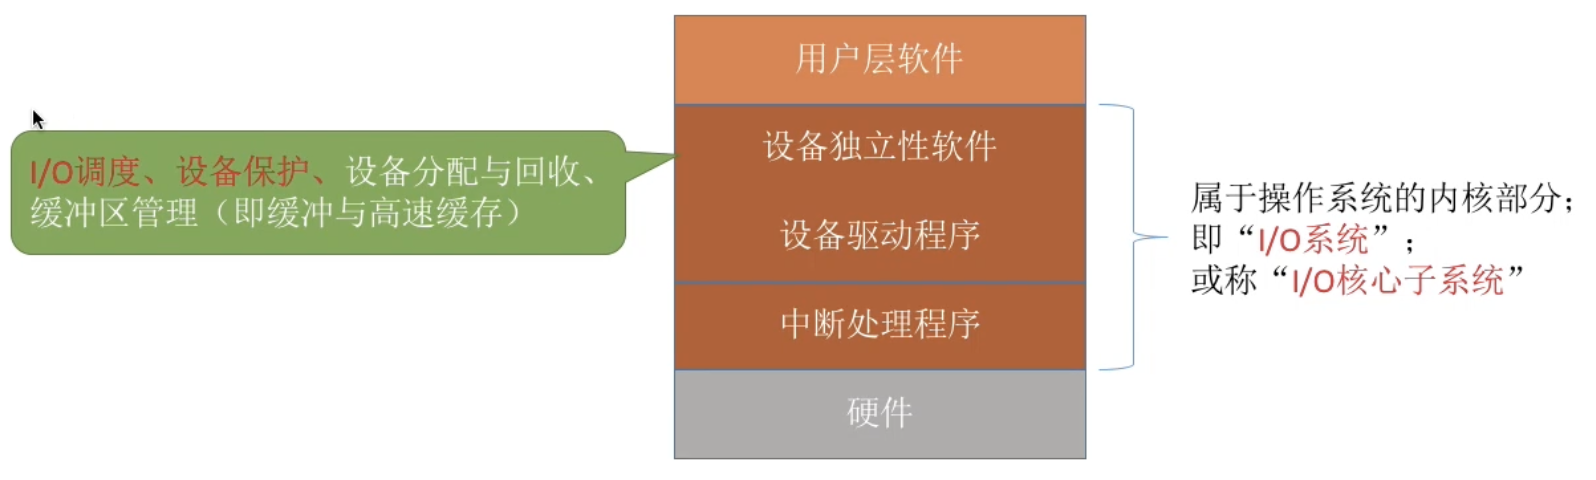 用户层软件
I/O调度、设备保护、设备分配与回收、
缓冲区管理（即缓冲与高速缓存）
设备独立性软件
设备驱动程序
中断处理程序
硬件
属于操作系统的内核部分；
即“I/O系统”；
或称“I/O核心子系统”